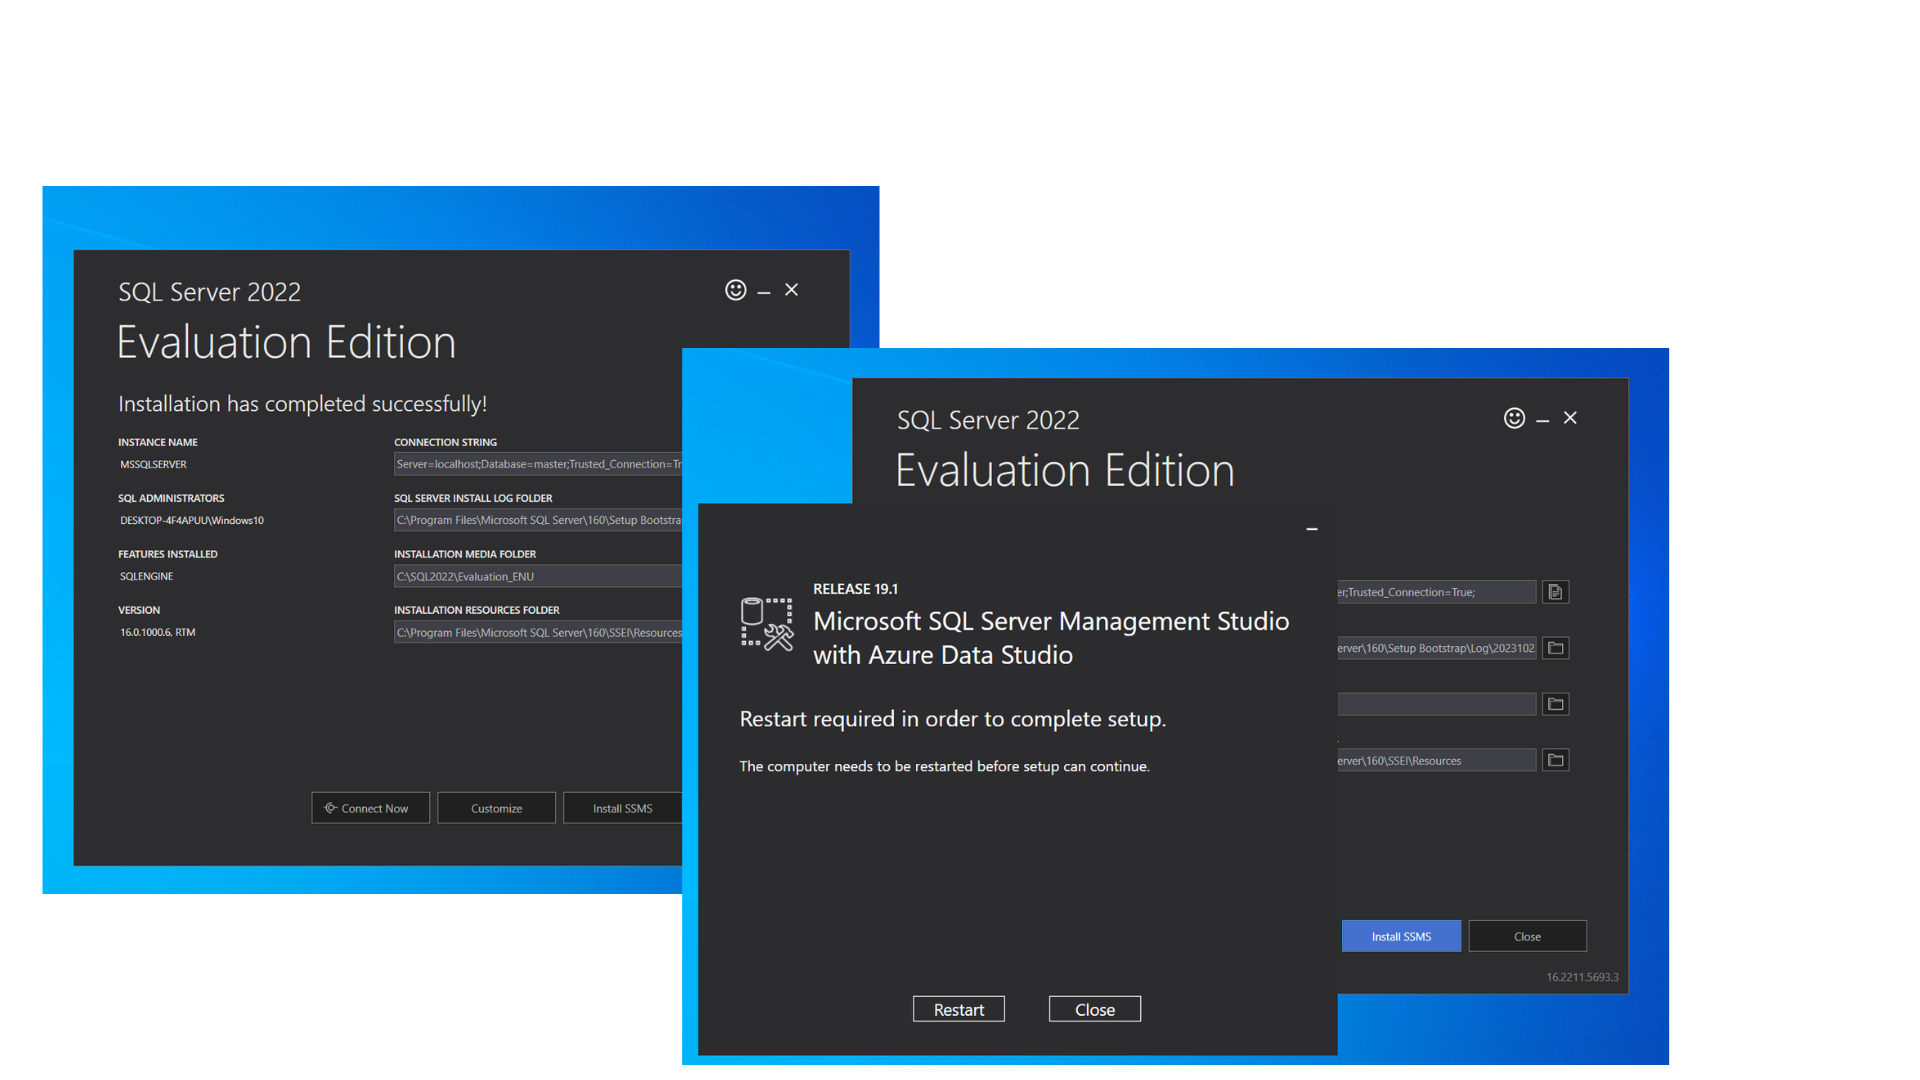 SQL Server 2022
Evaluation Edition
Installation has completed successfully!
INSTANCE NAME
MSSQLSERVER
SQL ADMINISTRATORS
DESKTOP-4F4APUU\Windows10
FEATURES INSTALLED
SQLENGINE
VERSION
16.0.1000.6, RTM
CONNECTION STRING
Server=localhost;Database=master;Trusted_Connection=Tr
SQL SERVER INSTALL LOG FOLDER
C:\Program Files\Microsoft SQL Server\160\Setup Bootstra
INSTALLATION MEDIA FOLDER
C:\SQL2022\Evaluation_ENU
INSTALLATION RESOURCES FOLDER
C:\Program Files\Microsoft SQL Server\160\SSEI\Resources
Connect Now
Customize
Install SSMS
SQL Server 2022
Evaluation Edition
er;Trusted_Connection=True;
erver\160\Setup Bootstrap\Log\2023102
erver\160\SSEI\Resources
Install SSMS
Close
16.2211.5693.3
RELEASE 19.1
Microsoft SQL Server Management Studio
with Azure Data Studio
Restart required in order to complete setup.
The computer needs to be restarted before setup can continue.
Restart
Close